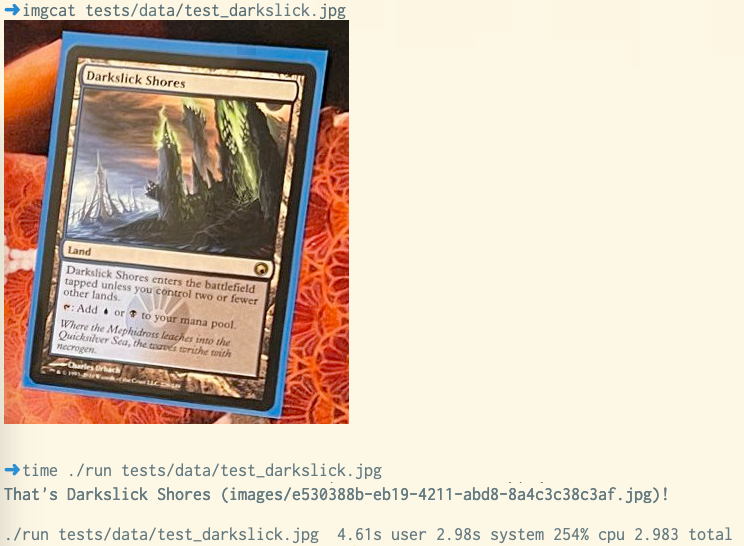 ➜imgcat tests/data/test_darkslick.jpg
Darkslick Shores
Land
Darkslick Shores enters the battlefield
tapped unless you control two or fewer
other lands.
: Add or to your mana pool.
Where the Mephidross leaches into the
Quicksilver Sea, the waves writhe with
necrogen.
Charles Urbach
➜time ./run tests/data/test_darkslick.jpg
That's Darkslick Shores (images/e530388b-eb19-4211-abd8-8a4c3c38c3af.jpg)!
./run tests/data/test_darkslick.jpg 4.61s user 2.98s system 254% cpu 2.983 total